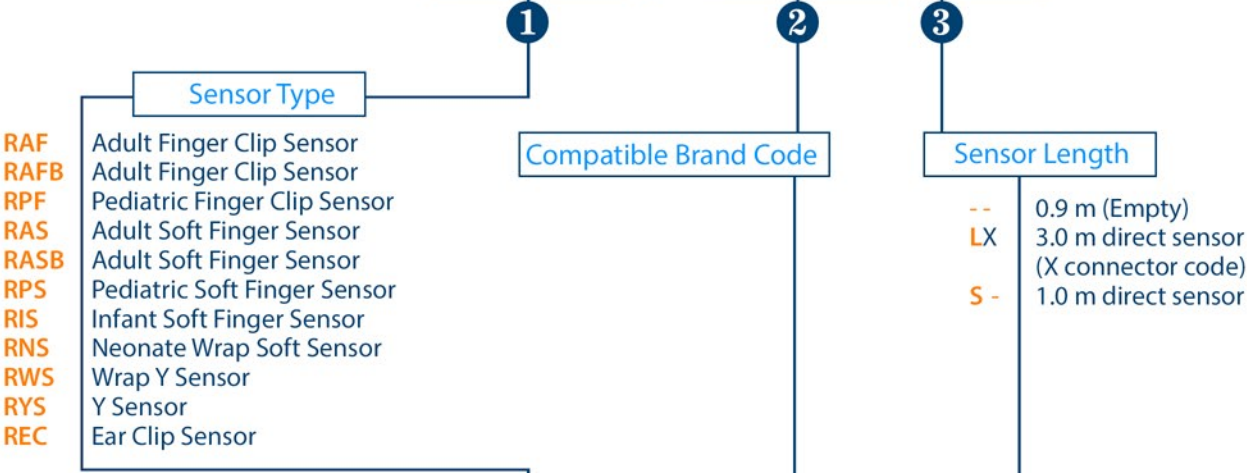 1 2 3
Sensor Type
RAF Adult Finger Clip Sensor
RAFB Adult Finger Clip Sensor
RPF Pediatric Finger Clip Sensor
RAS Adult Soft Finger Sensor
RASB Adult Soft Finger Sensor
RPS Pediatric Soft Finger Sensor
RIS Infant Soft Finger Sensor
RNS Neonate Wrap Soft Sensor
RWS Wrap Y Sensor
RYS Y Sensor
REC Ear Clip Sensor
Compatible Brand Code
Sensor Length
- - 0.9 m (Empty)
LX 3.0 m direct sensor
(X connector code)
S - 1.0 m direct sensor